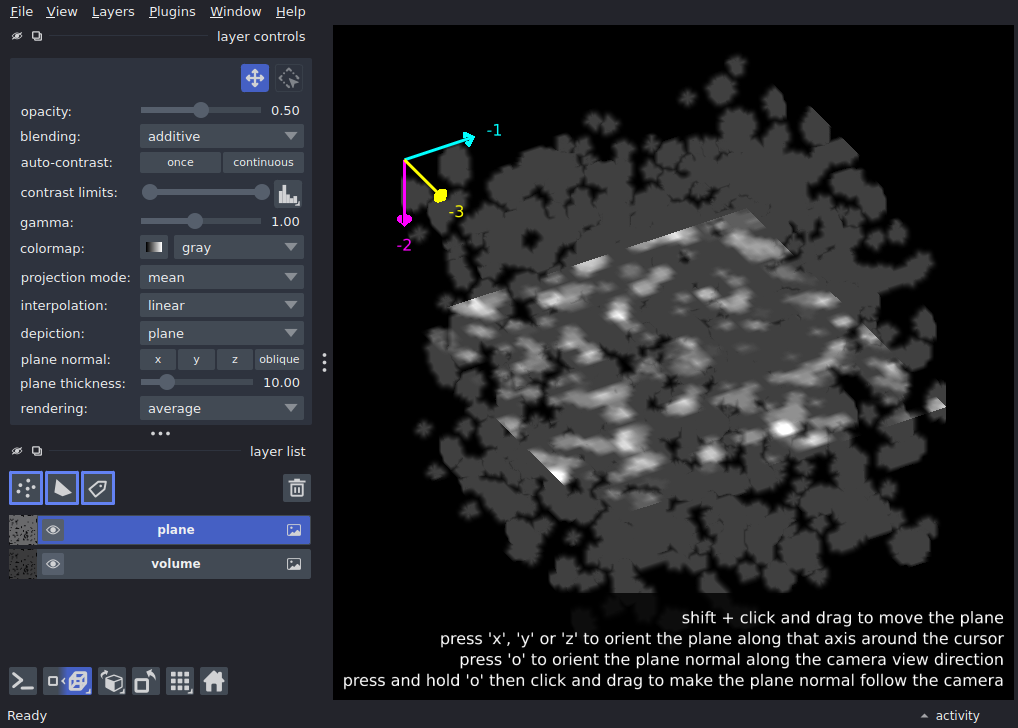 File View Layers Plugins Window Help
layer controls
opacity: 0.50
blending: additive
auto-contrast: once continuous
contrast limits:
gamma: 1.00
colormap: gray
projection mode: mean
interpolation: linear
depiction: plane
plane normal: x y z oblique
plane thickness: 10.00
rendering: average
layer list
plane
volume
-1
-3
-2
shift + click and drag to move the plane
press 'x', 'y' or 'z' to orient the plane along that axis around the cursor
press 'o' to orient the plane normal along the camera view direction
press and hold 'o' then click and drag to make the plane normal follow the camera
Ready activity